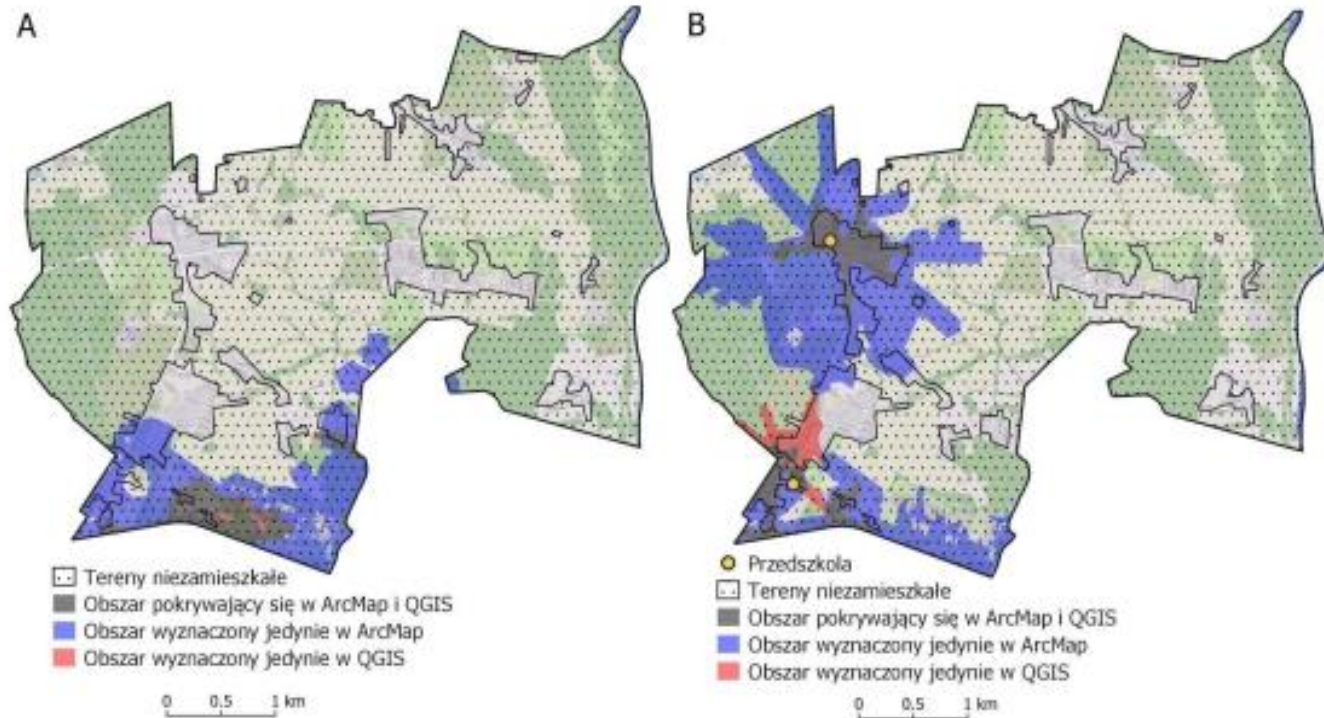 A
Tereny niezamieszkałe
Obszar pokrywający się w ArcMap i QGIS
Obszar wyznaczony jedynie w ArcMap
Obszar wyznaczony jedynie w QGIS
0 0.5 1 km
B
Przedszkola
Tereny niezamieszkałe
Obszar pokrywający się w ArcMap i QGIS
Obszar wyznaczony jedynie w ArcMap
Obszar wyznaczony jedynie w QGIS
0 0.5 1 km